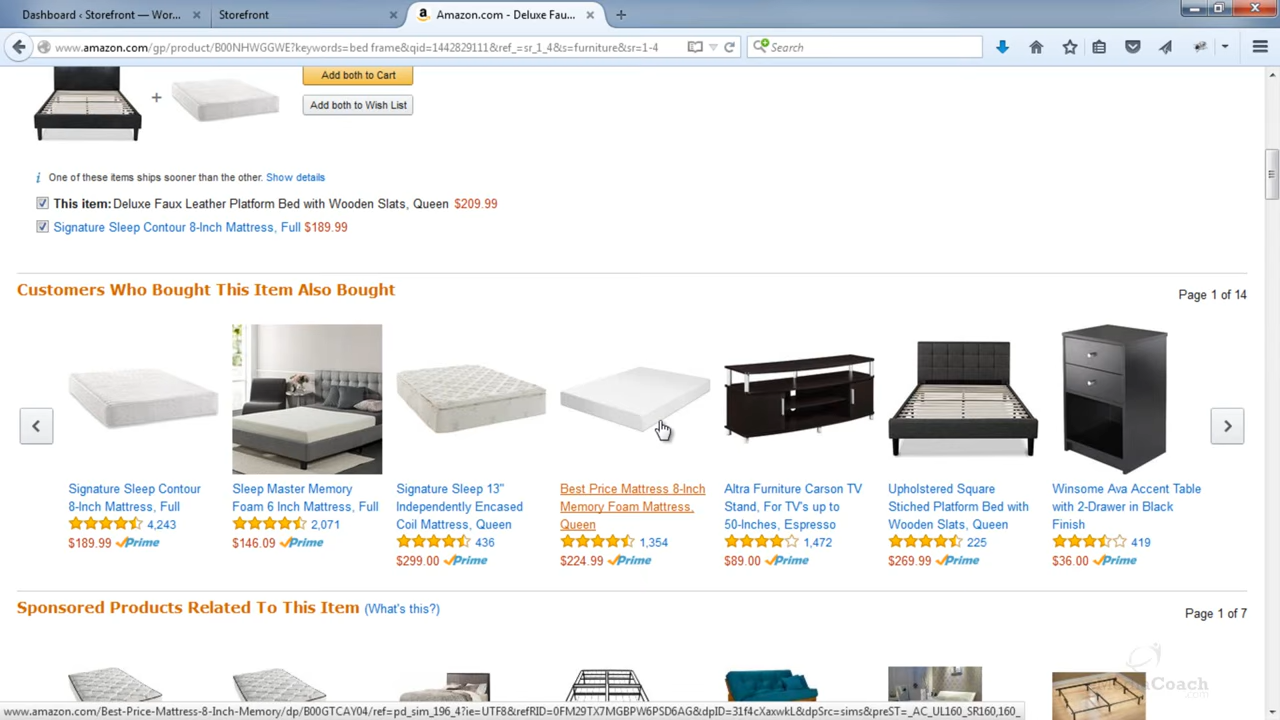 Dashboard ‹ Storefront — Wor...
Storefront
Amazon.com - Deluxe Faux...
www.amazon.com/gp/product/B00NHWGGWE?keywords=bed frame&qid=1442829111&ref_=sr_1_4&s=furniture&sr=1-4
Search
Add both to Cart
Add both to Wish List
One of these items ships sooner than the other. Show details
This item: Deluxe Faux Leather Platform Bed with Wooden Slats, Queen $209.99
Signature Sleep Contour 8-Inch Mattress, Full $189.99
Customers Who Bought This Item Also Bought
Page 1 of 14
Signature Sleep Contour 8-Inch Mattress, Full
4,243
$189.99 Prime
Sleep Master Memory Foam 6 Inch Mattress, Full
2,071
$146.09 Prime
Signature Sleep 13" Independently Encased Coil Mattress, Queen
436
$299.00 Prime
Best Price Mattress 8-Inch Memory Foam Mattress, Queen
1,354
$224.99 Prime
Altra Furniture Carson TV Stand, For TV's up to 50-Inches, Espresso
1,472
$89.00 Prime
Upholstered Square Stiched Platform Bed with Wooden Slats, Queen
225
$269.99 Prime
Winsome Ava Accent Table with 2-Drawer in Black Finish
419
$36.00 Prime
Sponsored Products Related To This Item (What's this?)
Page 1 of 7
www.amazon.com/Best-Price-Mattress-8-Inch-Memory/dp/B00GTCAY04/ref=pd_sim_196_4?ie=UTF8&refRID=0FM29TX7MGBPW6PSD6AG&dpID=31f4cXaxwkL&dpSrc=sims&preST=_AC_UL160_SR160,160_